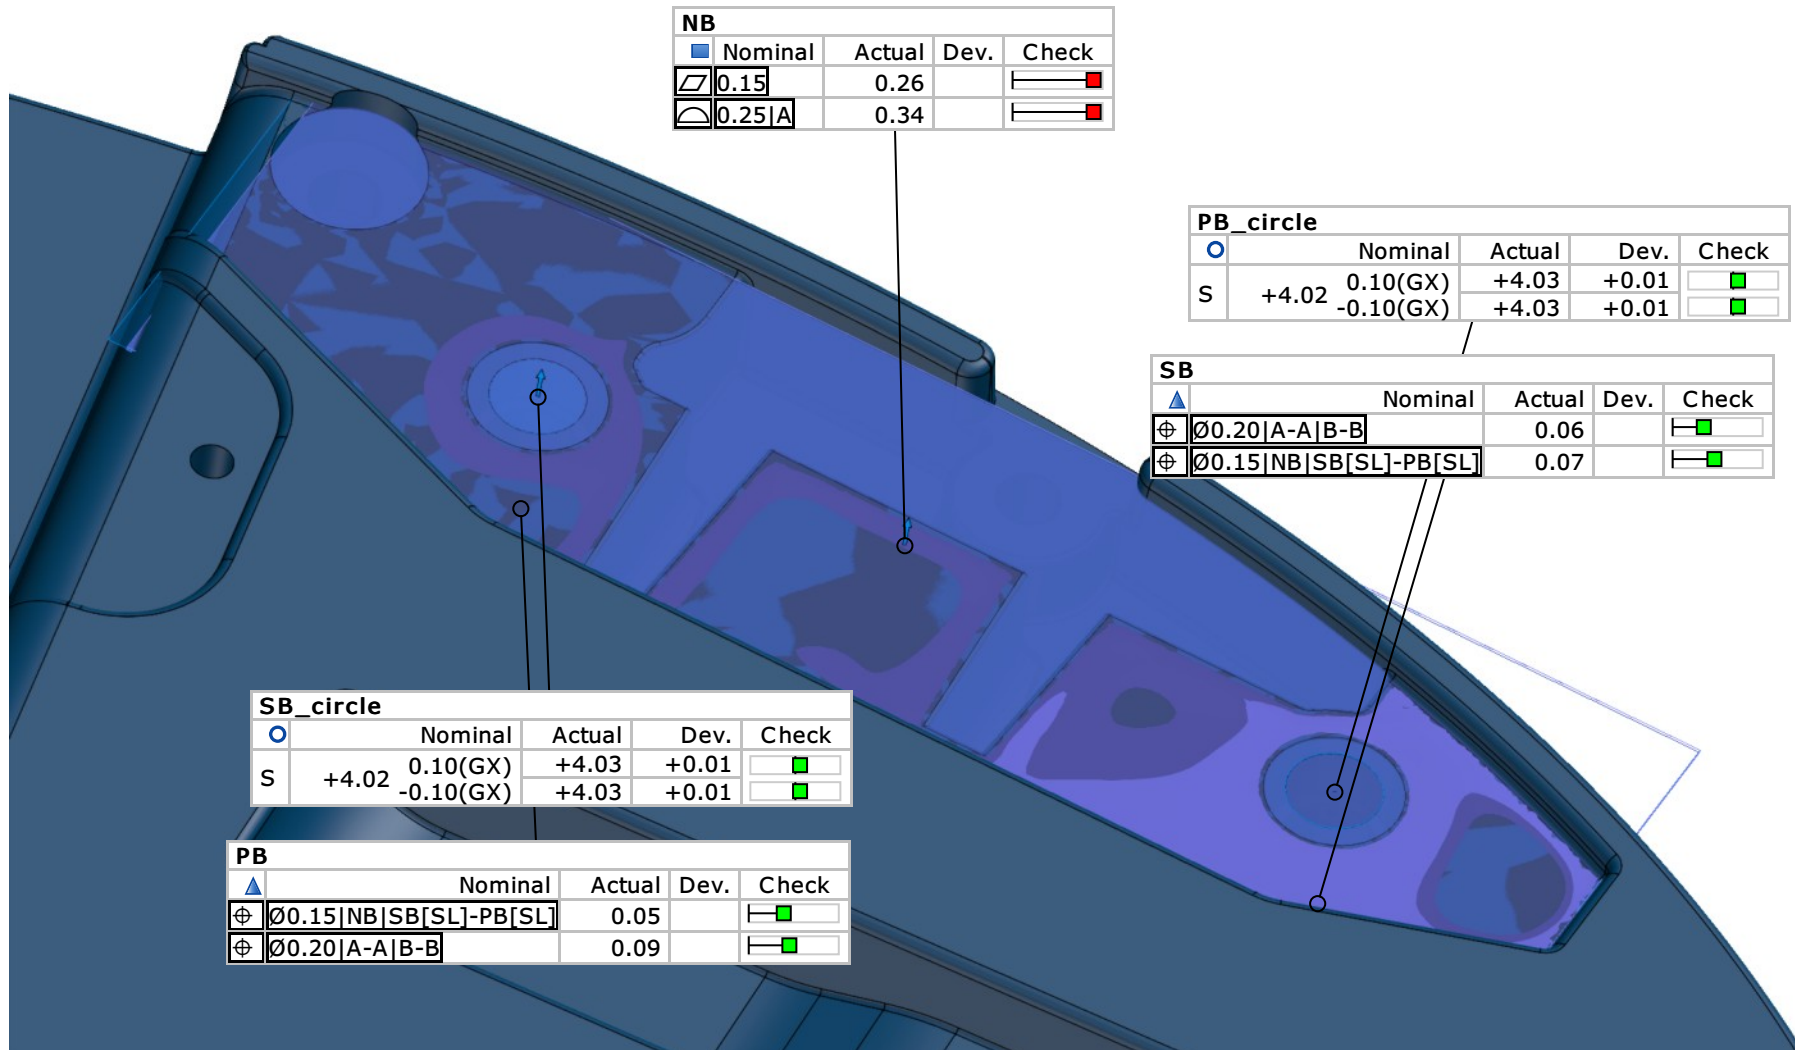 NB
Nominal Actual Dev. Check
0.15 0.26
0.25|A 0.34
PB_circle
Nominal Actual Dev. Check
S +4.02 0.10(GX) +4.03 +0.01
-0.10(GX) +4.03 +0.01
SB
Nominal Actual Dev. Check
Ø0.20|A-A|B-B 0.06
Ø0.15|NB|SB[SL]-PB[SL] 0.07
SB_circle
Nominal Actual Dev. Check
S +4.02 0.10(GX) +4.03 +0.01
-0.10(GX) +4.03 +0.01
PB
Nominal Actual Dev. Check
Ø0.15|NB|SB[SL]-PB[SL] 0.05
Ø0.20|A-A|B-B 0.09